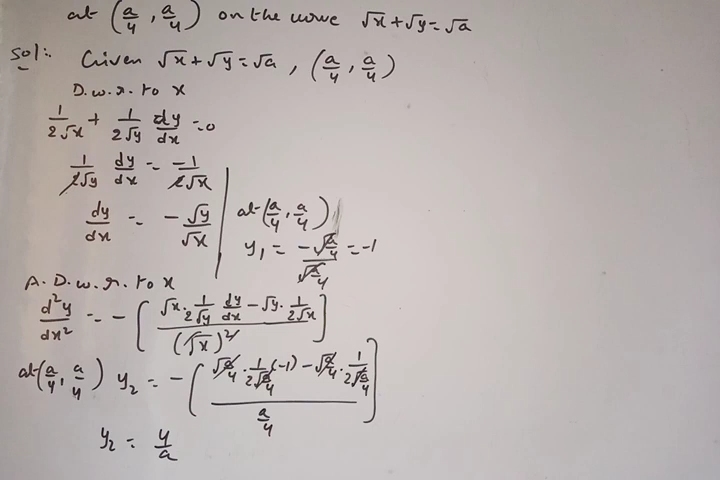 at (a/4, a/4) on the curve √x + √y = √a
Sol:. Given √x + √y = √a, (a/4, a/4)
D.w.r.to x
1/2√x + 1/2√y dy/dx = 0
1/2√y dy/dx = -1/2√x
dy/dx = -√y/√x
at (a/4, a/4)
y₁ = -√a/4 / √a/4 = -1
A.D.w.r.to x
d²y/dx² = -[ (√x · 1/2√y dy/dx - √y · 1/2√x) / (√x)² ]
at (a/4, a/4) y₂ = -[ (√a/4 · 1/2√a/4 (-1) - √a/4 · 1/2√a/4) / a/4 ]
y₂ = 4/a